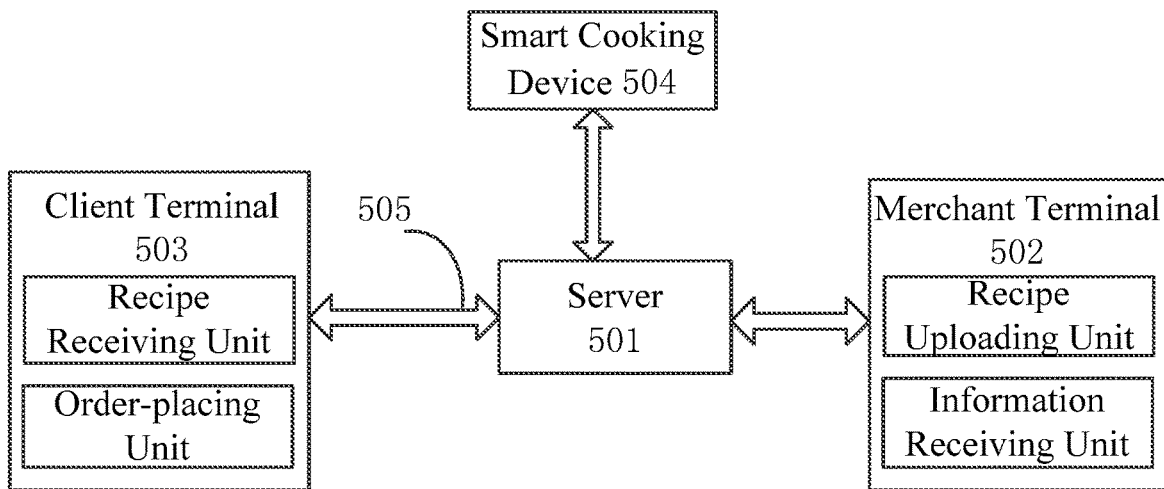 Smart Cooking
Device 504
Client Terminal
503
Recipe
Receiving Unit
Order-placing
Unit
505
Server
501
Merchant Terminal
502
Recipe
Uploading Unit
Information
Receiving Unit